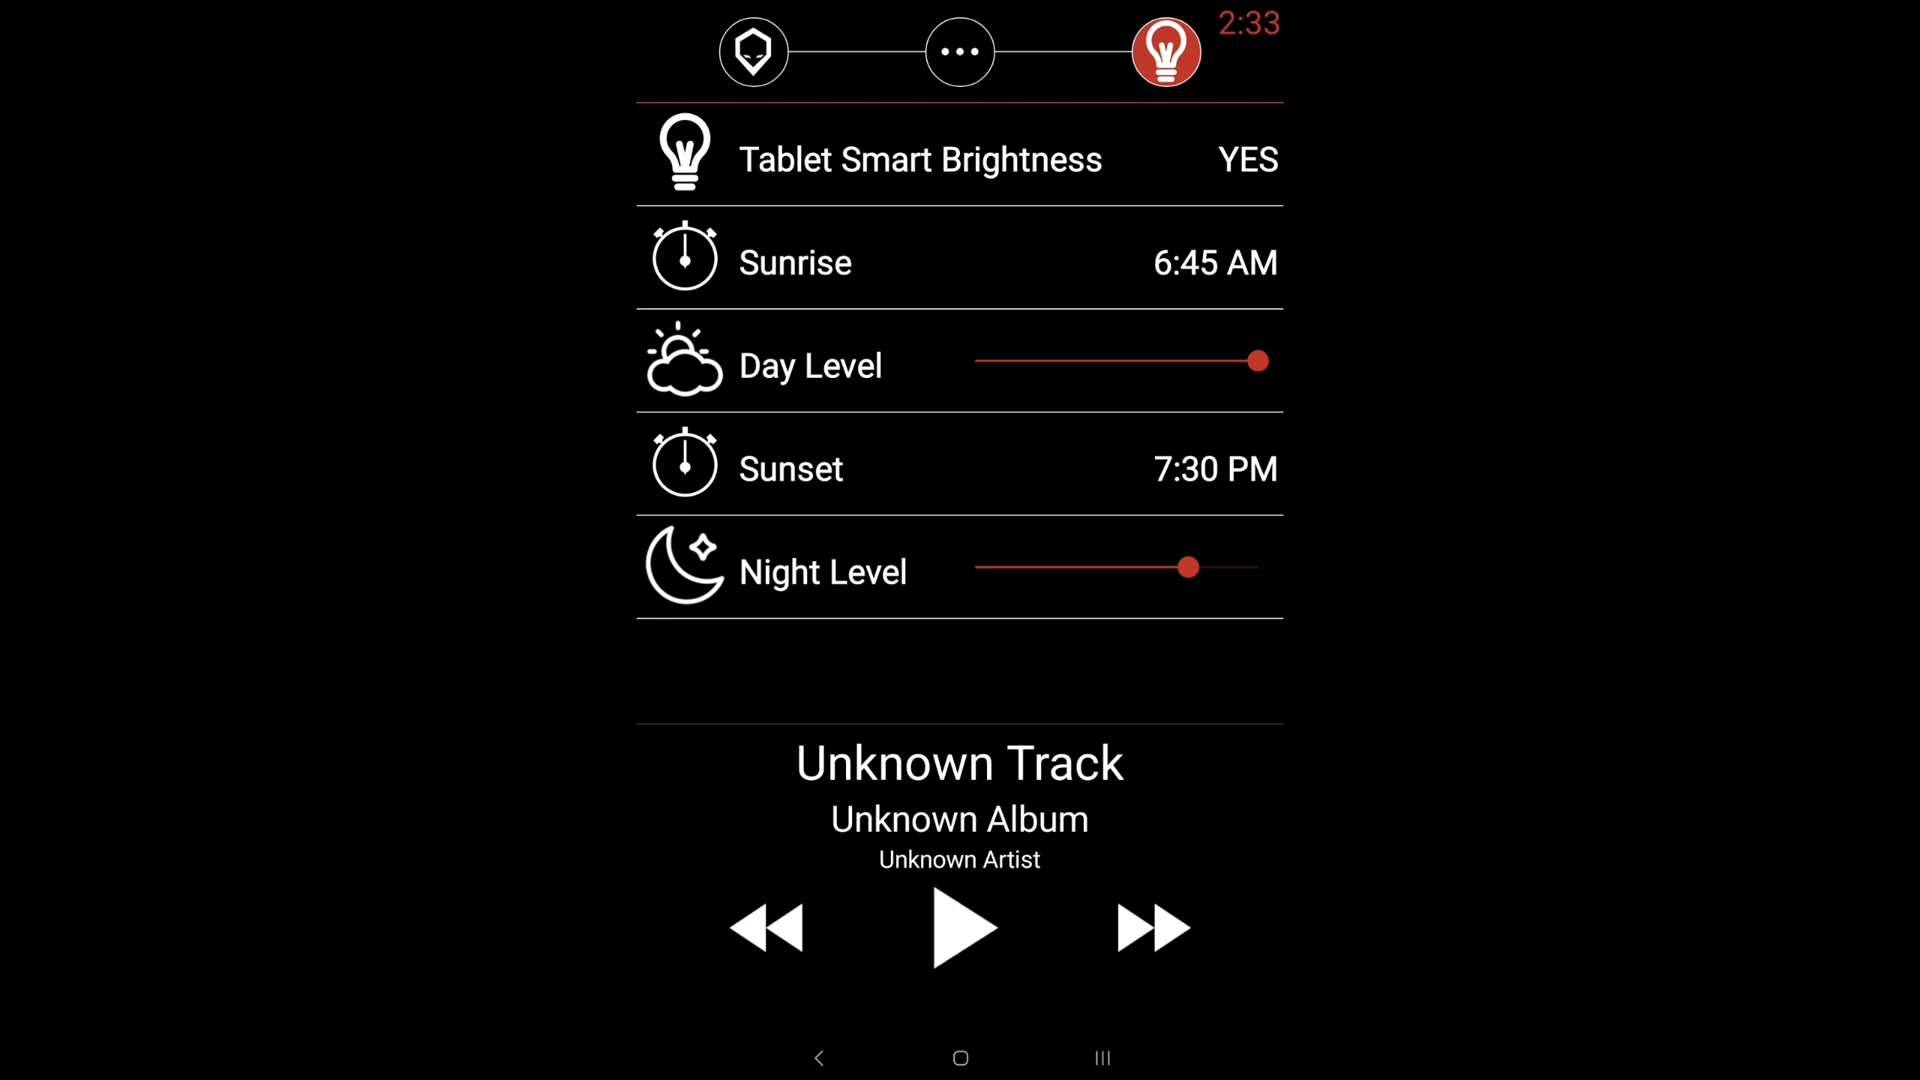 2:33
Tablet Smart Brightness YES
Sunrise 6:45 AM
Day Level
Sunset 7:30 PM
Night Level
Unknown Track
Unknown Album
Unknown Artist